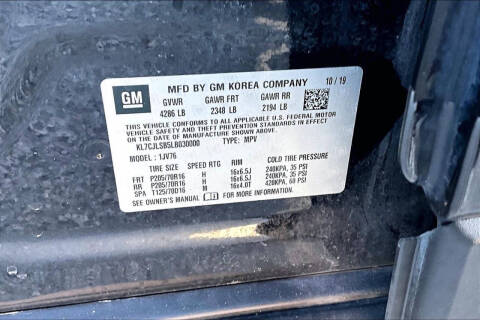 GM
MFD BY GM KOREA COMPANY 10/19
GVWR GAWR FRT GAWR RR
4286 LB 2348 LB 2194 LB
THIS VEHICLE CONFORMS TO ALL APPLICABLE U.S. FEDERAL MOTOR
VEHICLE SAFETY AND THEFT PREVENTION STANDARDS IN EFFECT
ON THE DATE OF MANUFACTURE SHOWN ABOVE.
KL7CJLSB5LB030000 TYPE: MPV
MODEL: 1JV76
TIRE SIZE SPEED RTG RIM COLD TIRE PRESSURE
FRT P205/70R16 H 16x6.5J 240KPA, 35 PSI
RR P205/70R16 H 16x6.5J 240KPA, 35 PSI
SPA T125/70D16 M 16x4.0T 420KPA, 60 PSI
SEE OWNER'S MANUAL FOR MORE INFORMATION